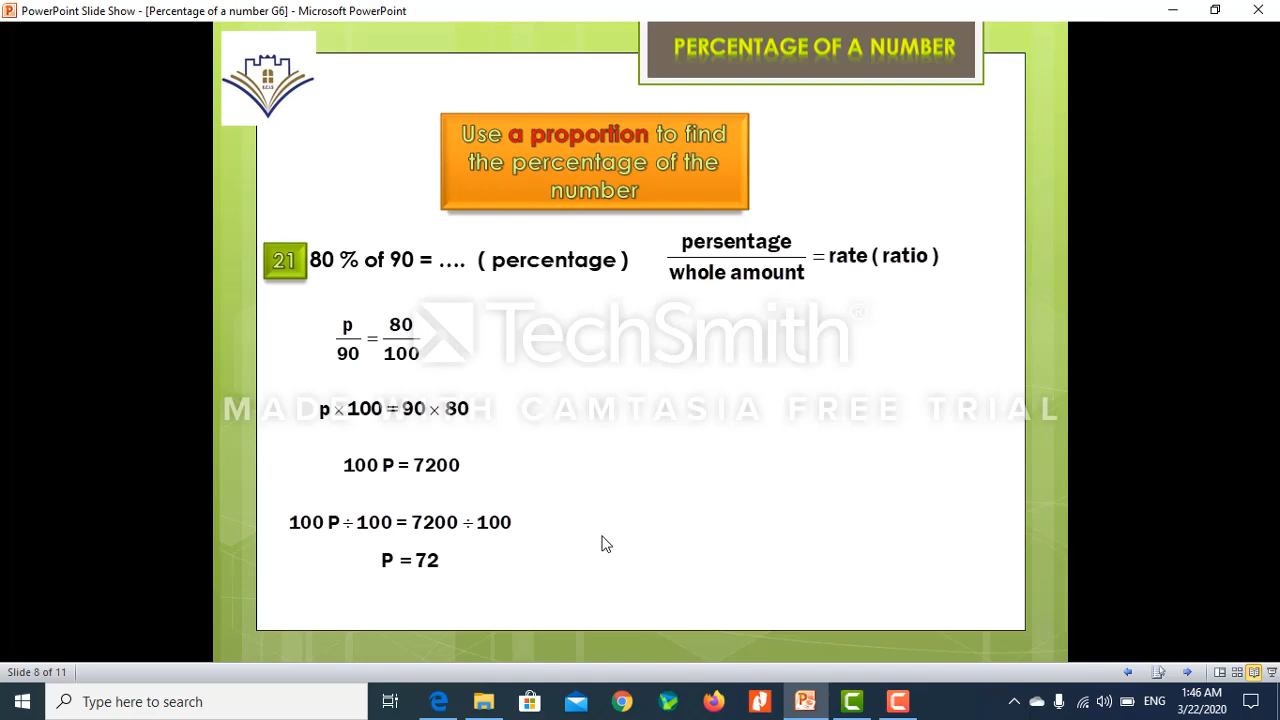 PowerPoint Slide Show - [Percentage of a number G6] - Microsoft PowerPoint
PERCENTAGE OF A NUMBER
Use a proportion to find
the percentage of the
number
21 80 % of 90 = .... ( percentage )
persentage
whole amount
= rate ( ratio )
p
90
=
80
100
TechSmith®
MADE WITH CAMTASIA FREE TRIAL
p × 100 = 90 × 80
100 P = 7200
100 P ÷ 100 = 7200 ÷ 100
P = 72
Slide 8 of 11
Type here to search
ENG
1:46 AM
3/22/2020